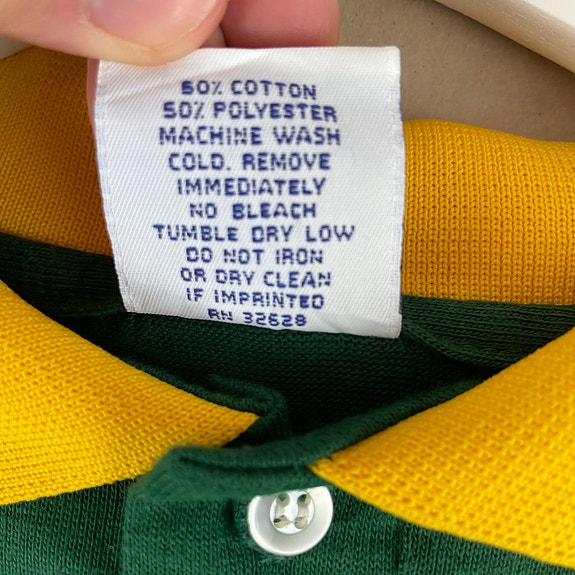 50% COTTON
50% POLYESTER
MACHINE WASH
COLD. REMOVE
IMMEDIATELY
NO BLEACH
TUMBLE DRY LOW
DO NOT IRON
OR DRY CLEAN
IF IMPRINTED
RN 32628